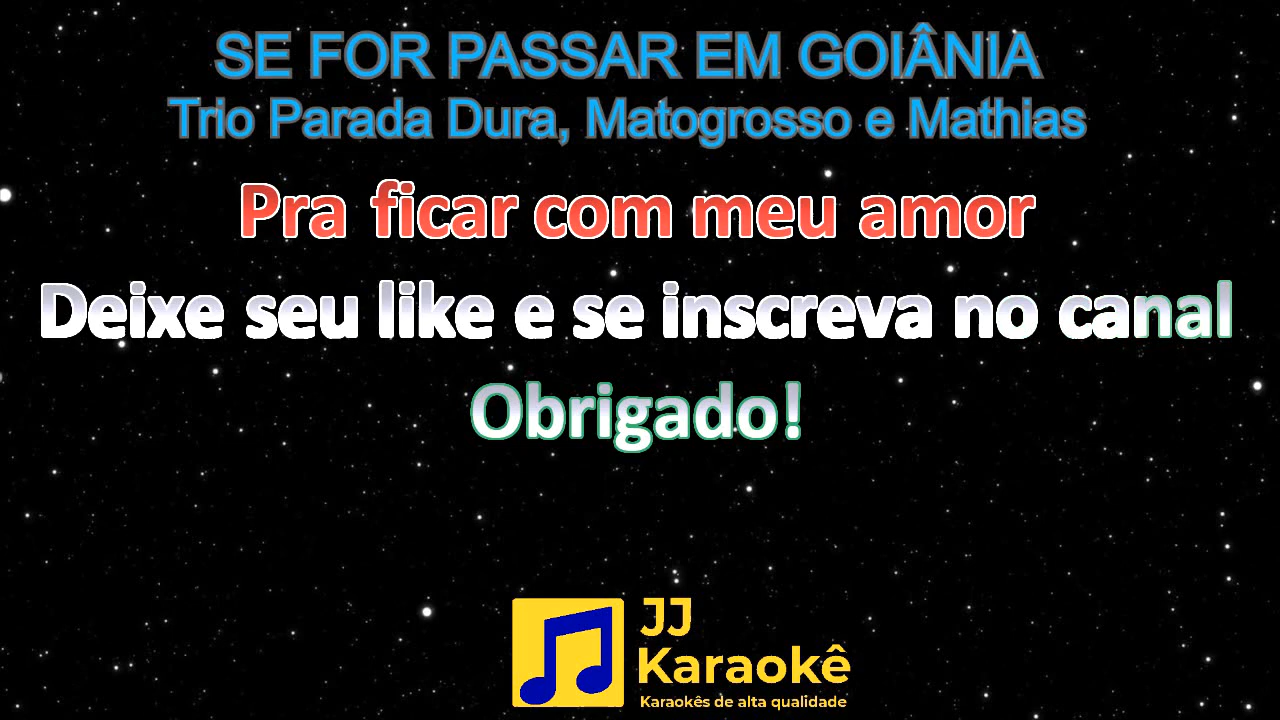 SE FOR PASSAR EM GOIÂNIA
Trio Parada Dura, Matogrosso e Mathias
Pra ficar com meu amor
Deixe seu like e se inscreva no canal
Obrigado!
JJ
Karaokê
Karaokês de alta qualidade